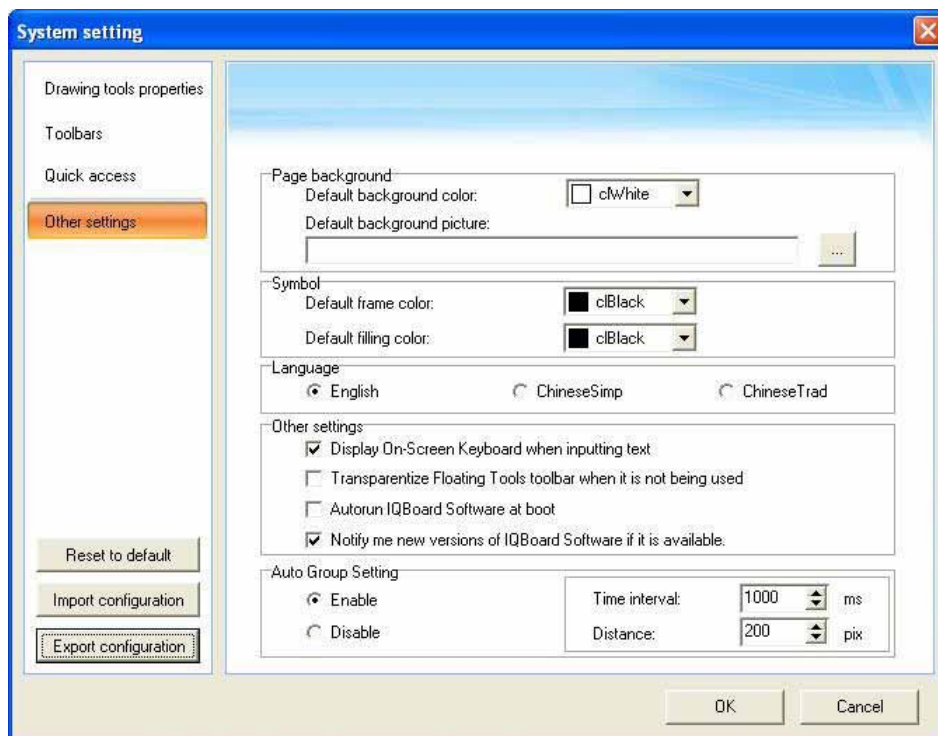 System setting
Drawing tools properties
Toolbars
Quick access
Other settings
Reset to default
Import configuration
Export configuration
Page background
Default background color: clWhite
Default background picture:
...
Symbol
Default frame color: clBlack
Default filling color: clBlack
Language
English ChineseSimp ChineseTrad
Other settings
Display On-Screen Keyboard when inputting text
Transparentize Floating Tools toolbar when it is not being used
Autorun IQBoard Software at boot
Notify me new versions of IQBoard Software if it is available.
Auto Group Setting
Enable Time interval: 1000 ms
Disable Distance: 200 pix
OK Cancel